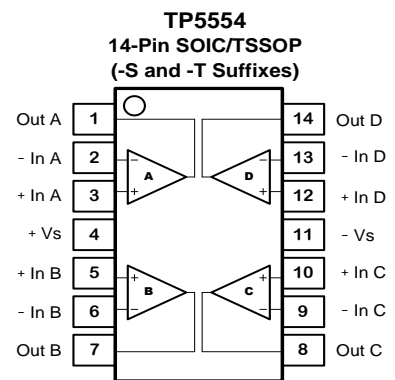 TP5554
14-Pin SOIC/TSSOP
(-S and -T Suffixes)
Out A 1 14 Out D
- In A 2 − − 13 - In D
+ In A 3 + A D + 12 + In D
+ Vs 4 11 - Vs
+ In B 5 + B C + 10 + In C
- In B 6 − − 9 - In C
Out B 7 8 Out C